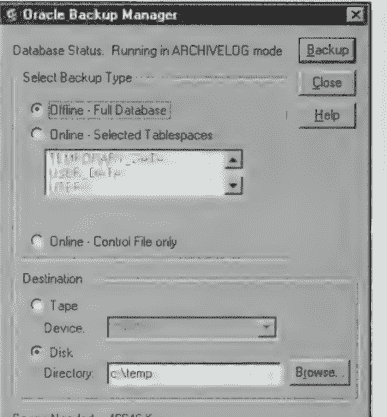 Oracle Backup Manager
Database Status. Running in ARCHIVELOG mode
Backup
Select Backup Type
Close
Offline - Full Database
Help
Online - Selected Tablespaces
TEMPORARY_DATA
USER_DATA
Online - Control File only
Destination
Tape
Device.
Disk
Directory:
c:\temp
Browse...